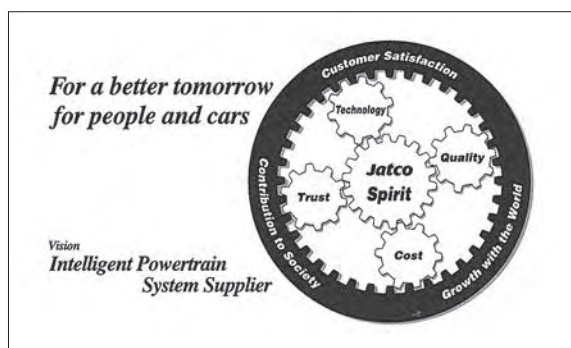 For a better tomorrow
for people and cars
Customer Satisfaction
Technology
Quality
Jatco
Spirit
Trust
Cost
Contribution to Society
Growth with the World
Vision
Intelligent Powertrain
System Supplier